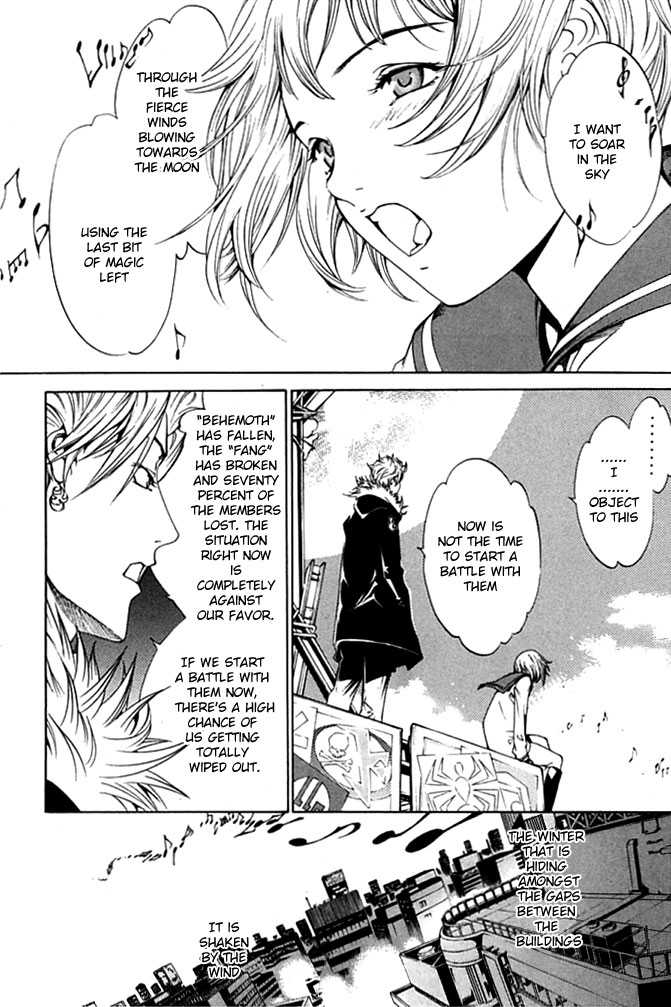 I WANT
TO SOAR
IN THE
SKY
THROUGH
THE
FIERCE
WINDS
BLOWING
TOWARDS
THE MOON
USING THE
LAST BIT
OF MAGIC
LEFT
......
......
I
.......
OBJECT
TO THIS
NOW IS
NOT THE TIME
TO START A
BATTLE WITH
THEM
"BEHEMOTH"
HAS FALLEN,
THE "FANG"
HAS BROKEN
AND SEVENTY
PERCENT OF
THE MEMBERS
LOST. THE
SITUATION
RIGHT NOW
IS
COMPLETELY
AGAINST
OUR FAVOR.
IF WE START
A BATTLE WITH
THEM NOW,
THERE'S A HIGH
CHANCE OF
US GETTING
TOTALLY
WIPED OUT.
THE WINTER
THAT IS
HIDING
AMONGST
THE GAPS
BETWEEN
THE
BUILDINGS
IT IS
SHAKEN
BY THE
WIND